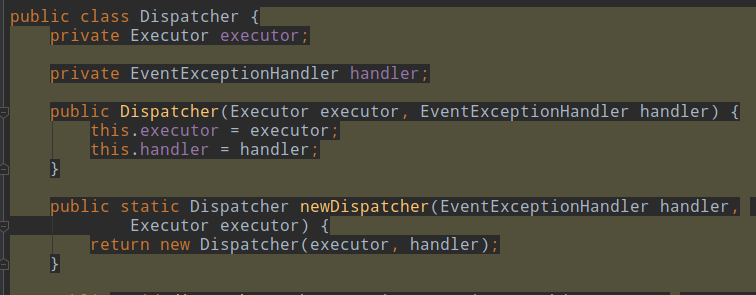 public class Dispatcher {
private Executor executor;
private EventExceptionHandler handler;
public Dispatcher(Executor executor, EventExceptionHandler handler) {
this.executor = executor;
this.handler = handler;
}
public static Dispatcher newDispatcher(EventExceptionHandler handler,
Executor executor) {
return new Dispatcher(executor, handler);
}